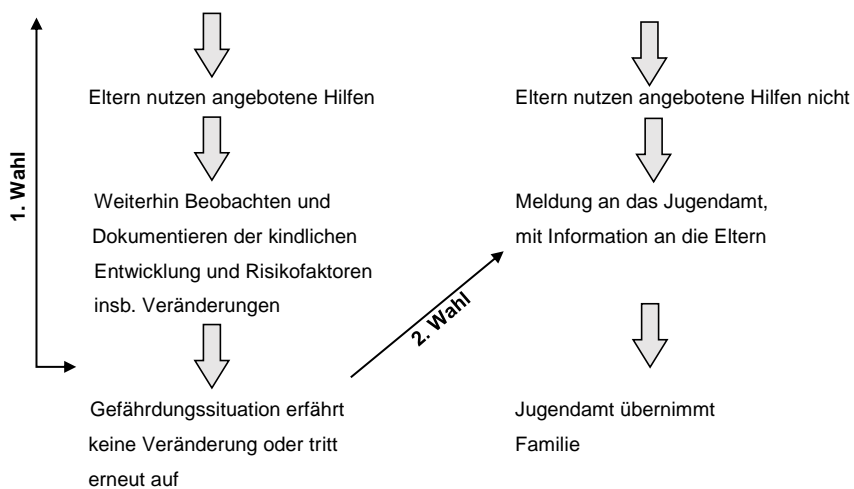 Eltern nutzen angebotene Hilfen
Eltern nutzen angebotene Hilfen nicht
1. Wahl
Weiterhin Beobachten und
Dokumentieren der kindlichen
Entwicklung und Risikofaktoren
insb. Veränderungen
Meldung an das Jugendamt,
mit Information an die Eltern
2. Wahl
Gefährdungssituation erfährt
keine Veränderung oder tritt
erneut auf
Jugendamt übernimmt
Familie